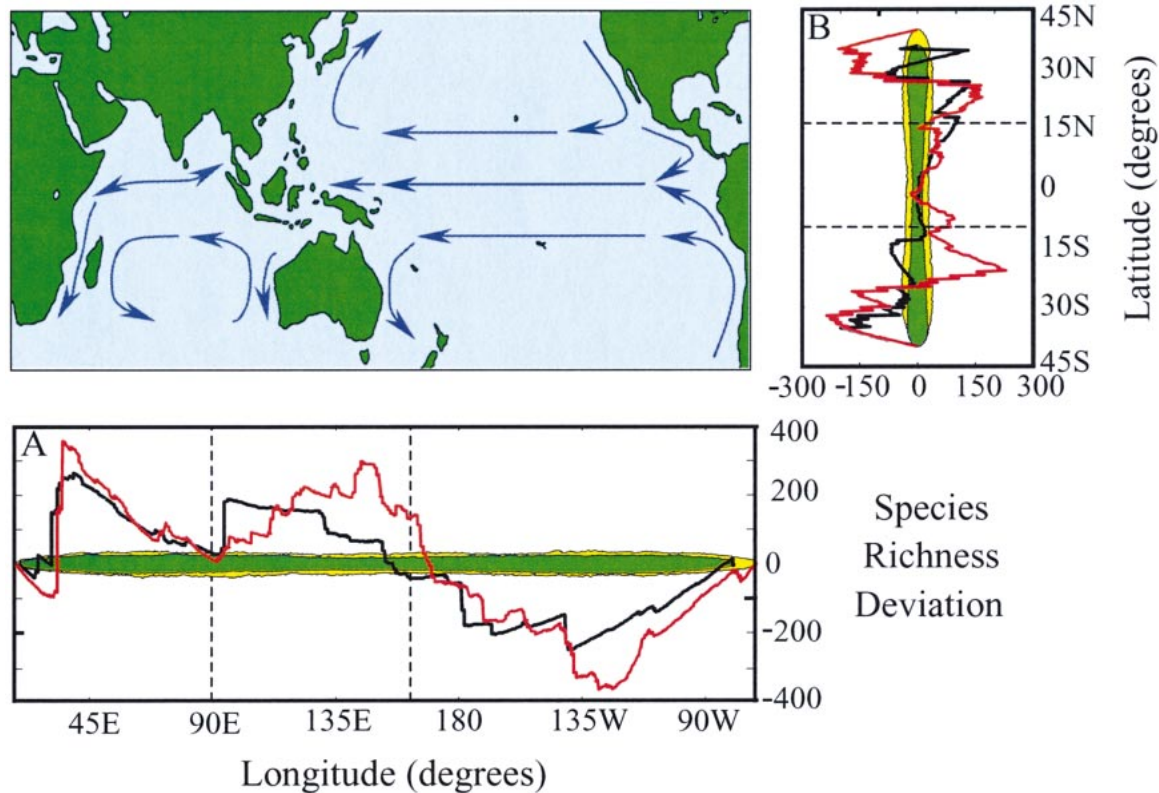 B
45N
30N
15N
0
15S
30S
45S
Latitude (degrees)
-300 -150 0 150 300
A
400
200
0
-200
-400
Species
Richness
Deviation
45E 90E 135E 180 135W 90W
Longitude (degrees)